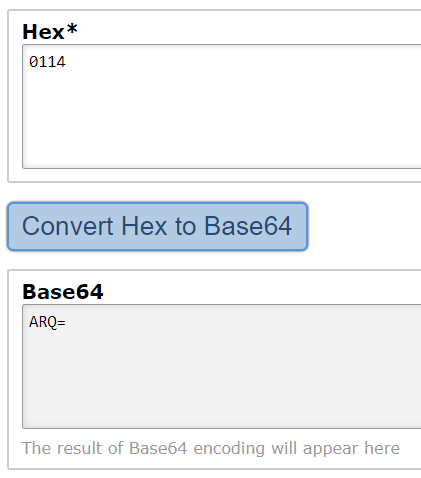 Hex*
0114
Convert Hex to Base64
Base64
ARQ=
The result of Base64 encoding will appear here